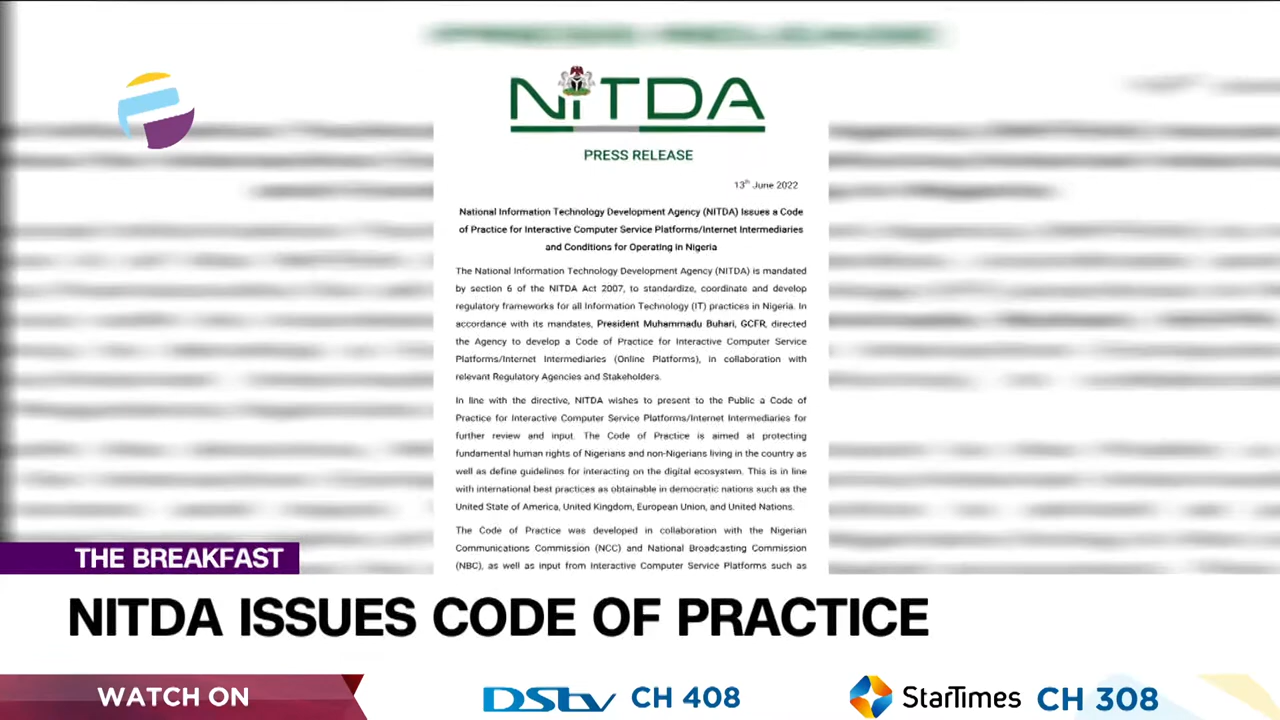 NITDA
PRESS RELEASE
13th June 2022
National Information Technology Development Agency (NITDA) Issues a Code
of Practice for Interactive Computer Service Platforms/Internet Intermediaries
and Conditions for Operating in Nigeria
The National Information Technology Development Agency (NITDA) is mandated
by section 6 of the NITDA Act 2007, to standardize, coordinate and develop
regulatory frameworks for all Information Technology (IT) practices in Nigeria. In
accordance with its mandates, President Muhammadu Buhari, GCFR, directed
the Agency to develop a Code of Practice for Interactive Computer Service
Platforms/Internet Intermediaries (Online Platforms), in collaboration with
relevant Regulatory Agencies and Stakeholders.
In line with the directive, NITDA wishes to present to the Public a Code of
Practice for Interactive Computer Service Platforms/Internet Intermediaries for
further review and input. The Code of Practice is aimed at protecting
fundamental human rights of Nigerians and non-Nigerians living in the country as
well as define guidelines for interacting on the digital ecosystem. This is in line
with international best practices as obtainable in democratic nations such as the
United State of America, United Kingdom, European Union, and United Nations.
The Code of Practice was developed in collaboration with the Nigerian
Communications Commission (NCC) and National Broadcasting Commission
(NBC), as well as input from Interactive Computer Service Platforms such as
THE BREAKFAST
NITDA ISSUES CODE OF PRACTICE
WATCH ON DStv CH 408 StarTimes CH 308